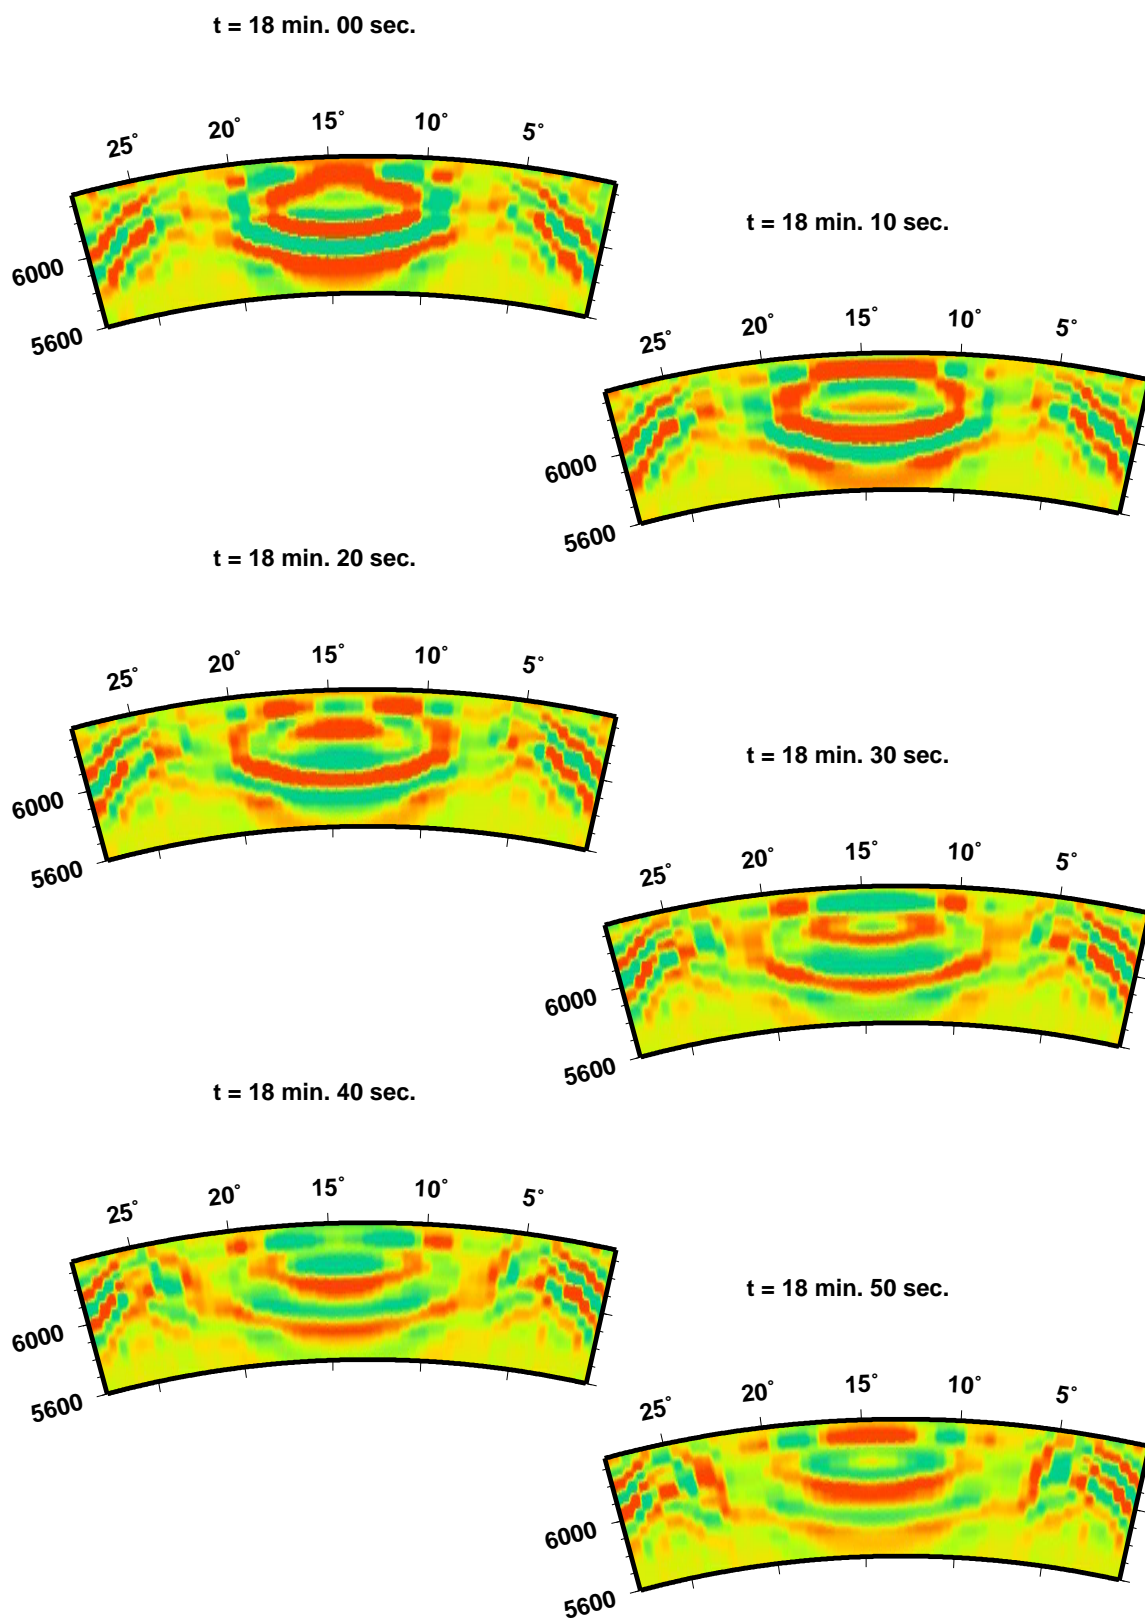 t = 18 min. 00 sec.
25° 20° 15° 10° 5°
6000
5600
t = 18 min. 10 sec.
25° 20° 15° 10° 5°
6000
5600
t = 18 min. 20 sec.
25° 20° 15° 10° 5°
6000
5600
t = 18 min. 30 sec.
25° 20° 15° 10° 5°
6000
5600
t = 18 min. 40 sec.
25° 20° 15° 10° 5°
6000
5600
t = 18 min. 50 sec.
25° 20° 15° 10° 5°
6000
5600